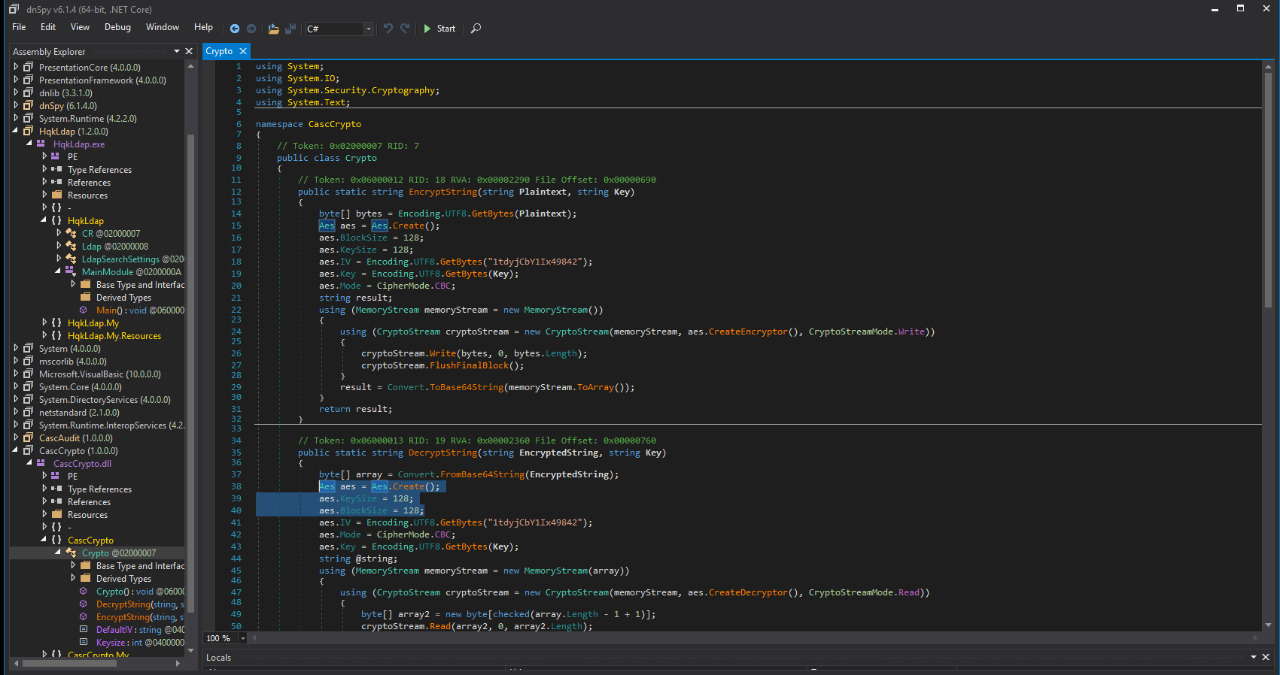 dnSpy v6.1.4 (64-bit, .NET Core)
File Edit View Debug Window Help C# Start
Assembly Explorer
PresentationCore (4.0.0.0)
PresentationFramework (4.0.0.0)
dnlib (3.3.1.0)
dnSpy (6.1.4.0)
System.Runtime (4.2.2.0)
HqkLdap (1.2.0.0)
HqkLdap.exe
PE
Type References
References
Resources
{ } -
{ } HqkLdap
CR @02000007
Ldap @02000008
LdapSearchSettings @020
MainModule @0200000A
Base Type and Interfac
Derived Types
Main() : void @060000
{ } HqkLdap.My
{ } HqkLdap.My.Resources
System (4.0.0.0)
mscorlib (4.0.0.0)
Microsoft.VisualBasic (10.0.0.0)
System.Core (4.0.0.0)
System.DirectoryServices (4.0.0.0)
netstandard (2.1.0.0)
System.Runtime.InteropServices (4.2.
CascAudit (1.0.0.0)
CascCrypto (1.0.0.0)
CascCrypto.dll
PE
Type References
References
Resources
{ } -
{ } CascCrypto
Crypto @02000007
Base Type and Interfac
Derived Types
Crypto() : void @0600
DecryptString(string, s
EncryptString(string, s
DefaultIV : string @040
Keysize : int @0400000
{ } CascCrypto.My
Crypto
1 using System;
2 using System.IO;
3 using System.Security.Cryptography;
4 using System.Text;
5
6 namespace CascCrypto
7 {
8 // Token: 0x02000007 RID: 7
9 public class Crypto
10 {
11 // Token: 0x06000012 RID: 18 RVA: 0x00002290 File Offset: 0x00000690
12 public static string EncryptString(string Plaintext, string Key)
13 {
14 byte[] bytes = Encoding.UTF8.GetBytes(Plaintext);
15 Aes aes = Aes.Create();
16 aes.BlockSize = 128;
17 aes.KeySize = 128;
18 aes.IV = Encoding.UTF8.GetBytes("1tdyjCbY1Ix49842");
19 aes.Key = Encoding.UTF8.GetBytes(Key);
20 aes.Mode = CipherMode.CBC;
21 string result;
22 using (MemoryStream memoryStream = new MemoryStream())
23 {
24 using (CryptoStream cryptoStream = new CryptoStream(memoryStream, aes.CreateEncryptor(), CryptoStreamMode.Write))
25 {
26 cryptoStream.Write(bytes, 0, bytes.Length);
27 cryptoStream.FlushFinalBlock();
28 }
29 result = Convert.ToBase64String(memoryStream.ToArray());
30 }
31 return result;
32 }
33
34 // Token: 0x06000013 RID: 19 RVA: 0x00002360 File Offset: 0x00000760
35 public static string DecryptString(string EncryptedString, string Key)
36 {
37 byte[] array = Convert.FromBase64String(EncryptedString);
38 Aes aes = Aes.Create();
39 aes.KeySize = 128;
40 aes.BlockSize = 128;
41 aes.IV = Encoding.UTF8.GetBytes("1tdyjCbY1Ix49842");
42 aes.Mode = CipherMode.CBC;
43 aes.Key = Encoding.UTF8.GetBytes(Key);
44 string @string;
45 using (MemoryStream memoryStream = new MemoryStream(array))
46 {
47 using (CryptoStream cryptoStream = new CryptoStream(memoryStream, aes.CreateDecryptor(), CryptoStreamMode.Read))
48 {
49 byte[] array2 = new byte[checked(array.Length - 1 + 1)];
50 cryptoStream.Read(array2, 0, array2.Length);
100 %
Locals